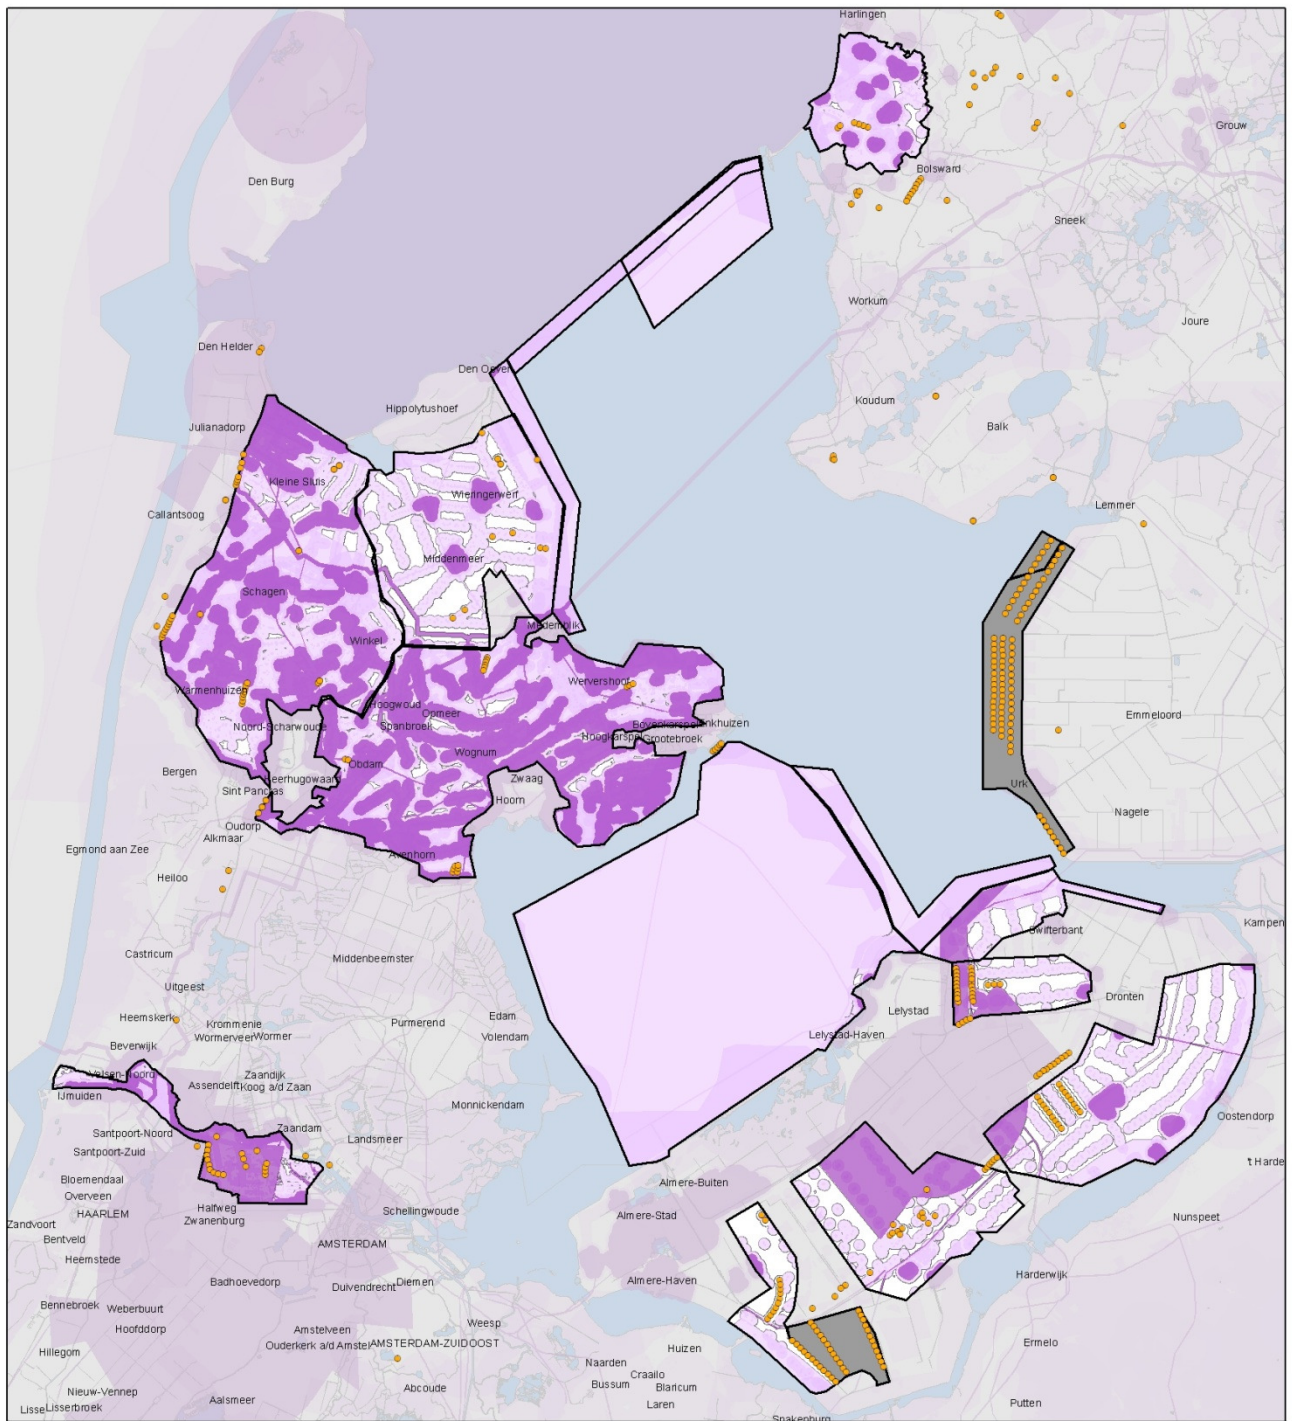 Harlingen
Grouw
Bolsward
Den Burg
Sneek
Workum
Joure
Den Helder
Den Oever
Hippolytushoef
Koudum
Balk
Julianadorp
Kleine Sluis
Wieringerwerf
Callantsoog
Lemmer
Middenmeer
Schagen
Medemblik
Winkel
Warmenhuizen
Wervershoof
Hoogwoud
Opmeer
Emmeloord
Noord-Scharwoude
Spanbroek
Bovenkarspel
Enkhuizen
Hoogkarspel
Grootebroek
Wognum
Obdam
Bergen
Heerhugowaard
Zwaag
Urk
Sint Pancras
Hoorn
Nagele
Oudorp
Alkmaar
Egmond aan Zee
Avenhorn
Heiloo
Kampen
Swifterbant
Castricum
Middenbeemster
Uitgeest
Dronten
Lelystad
Heemskerk
Krommenie
Purmerend
Edam
Wormerveer
Wormer
Volendam
Lelystad-Haven
Beverwijk
Velsen-Noord
Assendelft
Zaandijk
Koog a/d Zaan
IJmuiden
Monnickendam
Oostendorp
Santpoort-Noord
Zaandam
Landsmeer
Santpoort-Zuid
't Harde
Bloemendaal
Almere-Buiten
Overveen
HAARLEM
Halfweg
Schellingwoude
Almere-Stad
Nunspeet
Zandvoort
Zwanenburg
Bentveld
AMSTERDAM
Heemstede
Badhoevedorp
Duivendrecht
Diemen
Almere-Haven
Harderwijk
Bennebroek
Weberbuurt
Hoofddorp
Amstelveen
Weesp
Ouderkerk a/d Amstel
AMSTERDAM-ZUIDOOST
Huizen
Ermelo
Hillegom
Naarden
Craailo
Nieuw-Vennep
Aalsmeer
Abcoude
Bussum
Blaricum
Laren
Putten
Lisse
Lisserbroek
Spakenburg